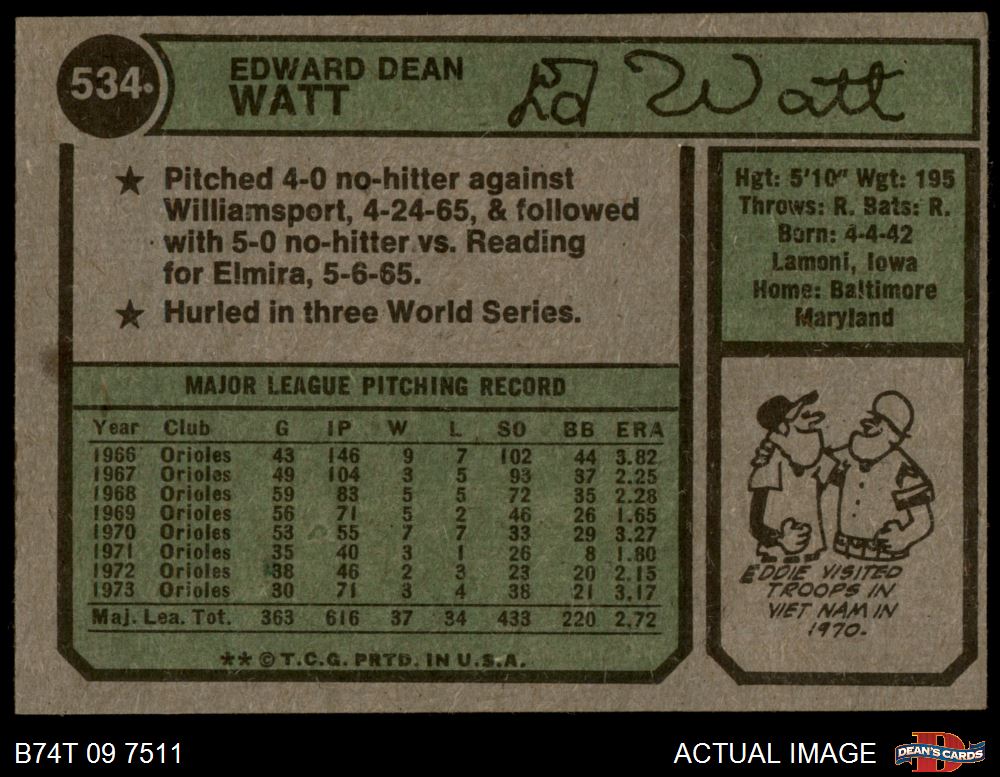 534.
EDWARD DEAN
WATT
Ed Watt
★ Pitched 4-0 no-hitter against
Williamsport, 4-24-65, & followed
with 5-0 no-hitter vs. Reading
for Elmira, 5-6-65.
★ Hurled in three World Series.
Hgt: 5'10" Wgt: 195
Throws: R. Bats: R.
Born: 4-4-42
Lamoni, Iowa
Home: Baltimore
Maryland
MAJOR LEAGUE PITCHING RECORD
Year Club G IP W L SO BB ERA
1966 Orioles 43 146 9 7 102 44 3.82
1967 Orioles 49 104 3 5 93 37 2.25
1968 Orioles 59 83 5 5 72 35 2.28
1969 Orioles 56 71 5 2 46 26 1.65
1970 Orioles 53 55 7 7 33 29 3.27
1971 Orioles 35 40 3 1 26 8 1.80
1972 Orioles 38 46 2 3 23 20 2.15
1973 Orioles 30 71 3 4 38 21 3.17
Maj. Lea. Tot. 363 616 37 34 433 220 2.72
** © T.C.G. PRTD. IN U.S.A.
EDDIE VISITED
TROOPS IN
VIET NAM IN
1970.
B74T 09 7511
ACTUAL IMAGE
DEAN'S CARDS